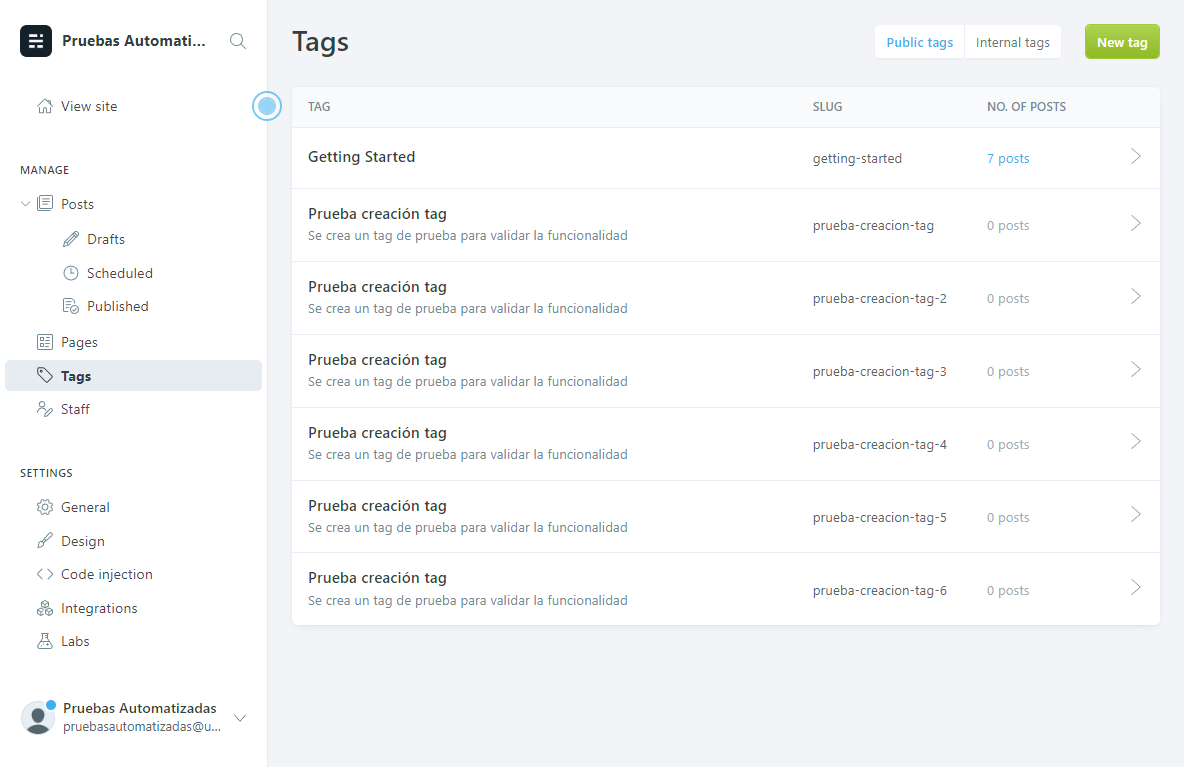 Pruebas Automati...
View site
MANAGE
Posts
Drafts
Scheduled
Published
Pages
Tags
Staff
SETTINGS
General
Design
Code injection
Integrations
Labs
Pruebas Automatizadas
pruebasautomatizadas@u...
Tags
Public tags
Internal tags
New tag
TAG SLUG NO. OF POSTS
Getting Started getting-started 7 posts
Prueba creación tag
Se crea un tag de prueba para validar la funcionalidad
prueba-creacion-tag 0 posts
Prueba creación tag
Se crea un tag de prueba para validar la funcionalidad
prueba-creacion-tag-2 0 posts
Prueba creación tag
Se crea un tag de prueba para validar la funcionalidad
prueba-creacion-tag-3 0 posts
Prueba creación tag
Se crea un tag de prueba para validar la funcionalidad
prueba-creacion-tag-4 0 posts
Prueba creación tag
Se crea un tag de prueba para validar la funcionalidad
prueba-creacion-tag-5 0 posts
Prueba creación tag
Se crea un tag de prueba para validar la funcionalidad
prueba-creacion-tag-6 0 posts